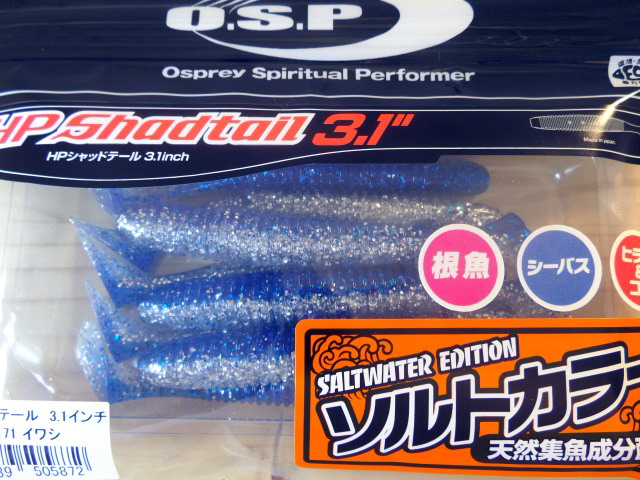 O.S.P
Osprey Spiritual Performer
HP Shadtail 3.1"
HPシャッドテール 3.1inch
Made in Japan
根魚
シーバス
SALTWATER EDITION
ソルトカラー
天然集魚成分
テール 3.1インチ
71 イワシ
505872